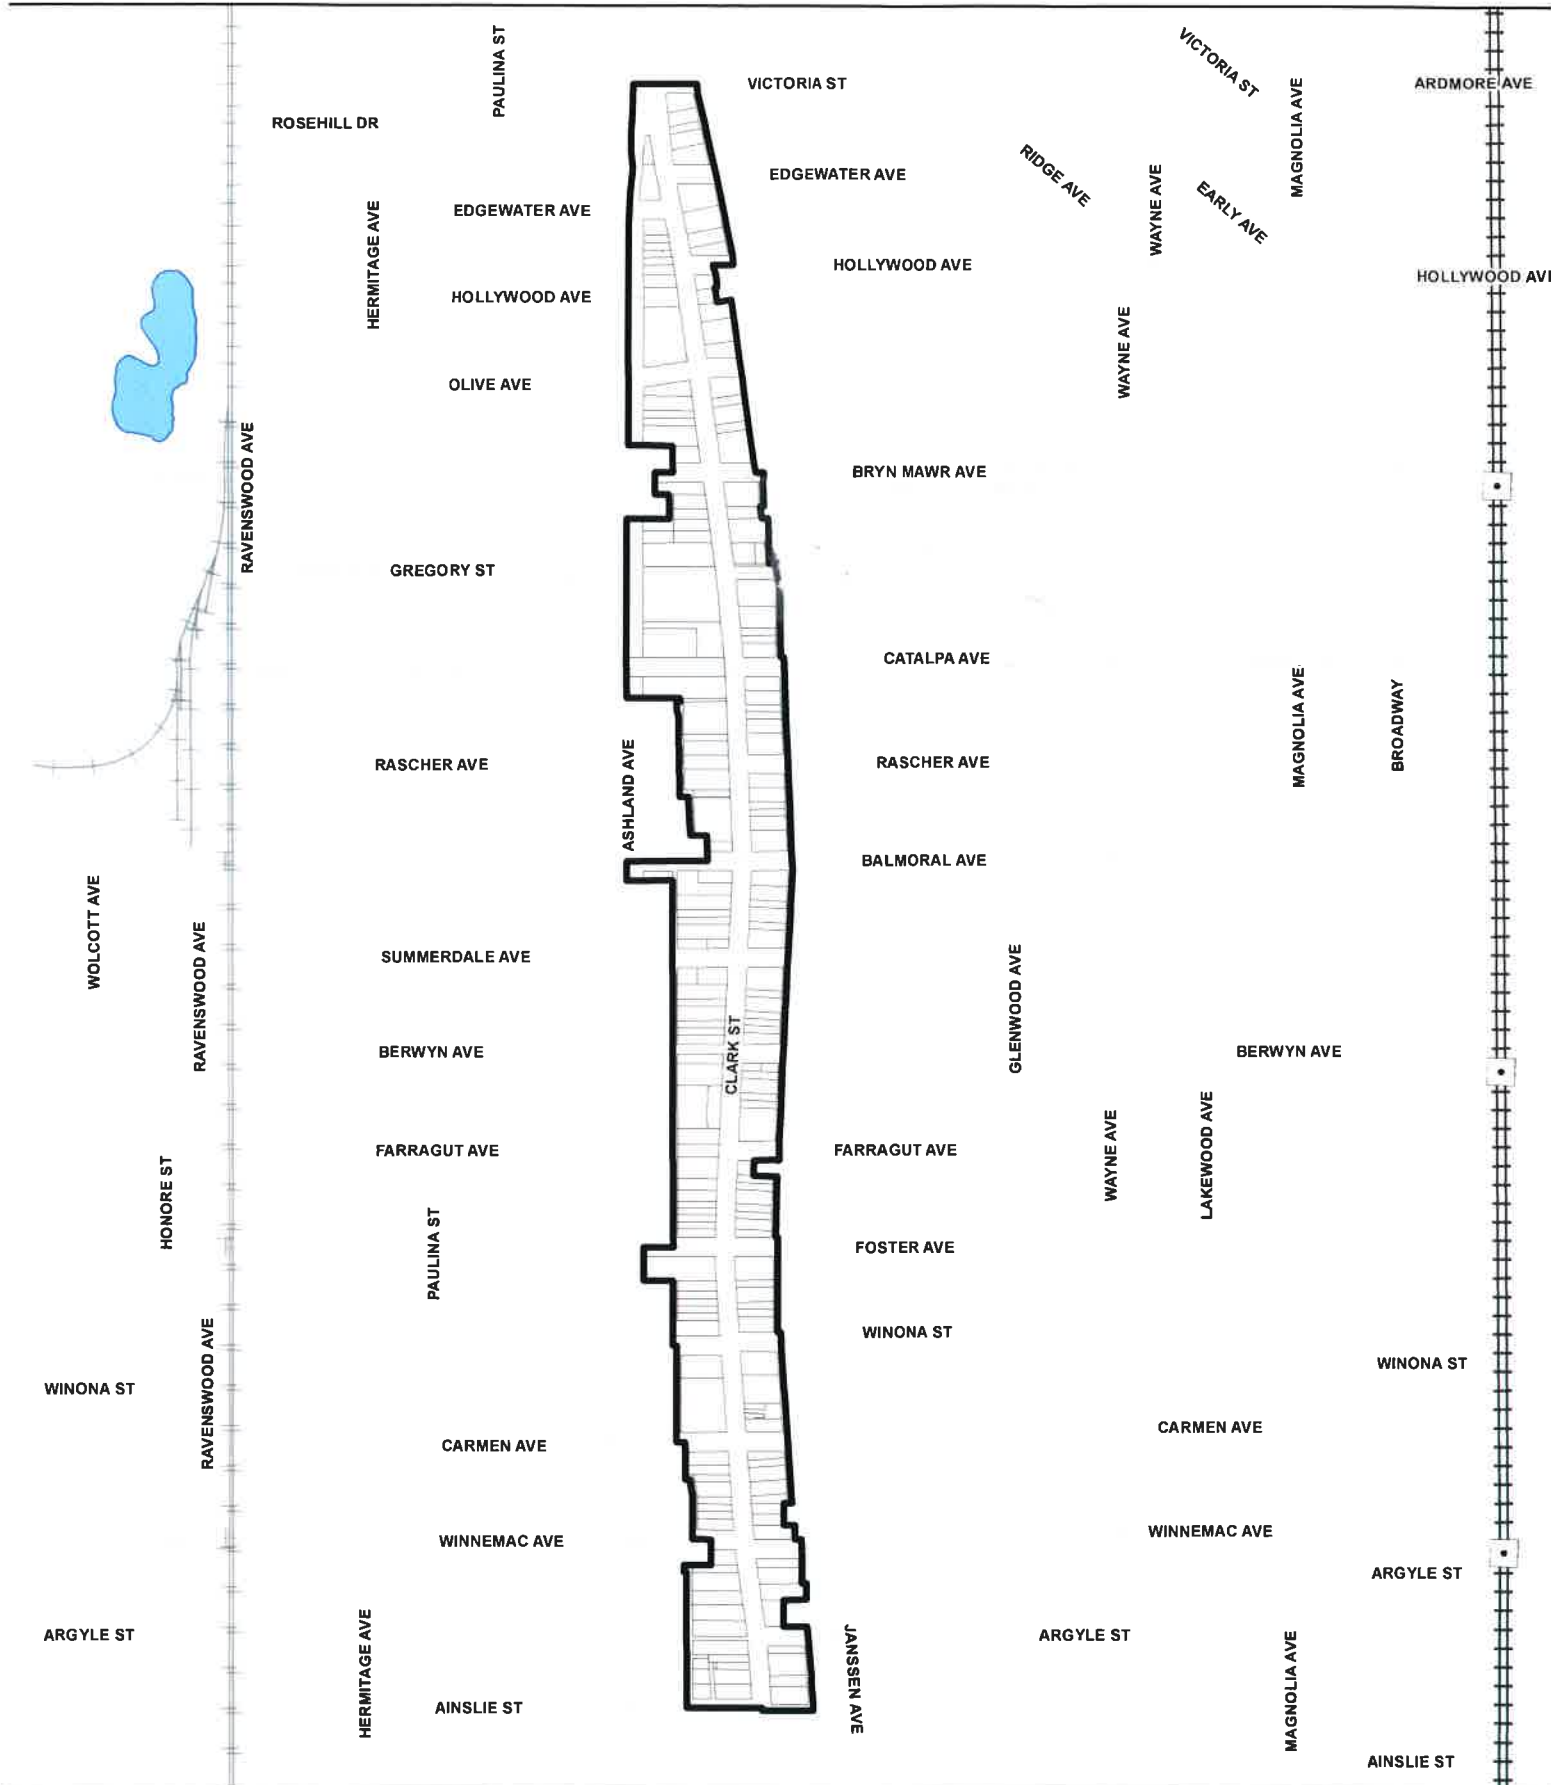 PAULINA ST
VICTORIA ST
VICTORIA ST
MAGNOLIA AVE
ARDMORE AVE
ROSEHILL DR
EDGEWATER AVE
RIDGE AVE
WAYNE AVE
EARLY AVE
HERMITAGE AVE
EDGEWATER AVE
HOLLYWOOD AVE
HOLLYWOOD AVE
HOLLYWOOD AVE
WAYNE AVE
OLIVE AVE
RAVENSWOOD AVE
BRYN MAWR AVE
GREGORY ST
CATALPA AVE
MAGNOLIA AVE
BROADWAY
RASCHER AVE
ASHLAND AVE
RASCHER AVE
BALMORAL AVE
WOLCOTT AVE
RAVENSWOOD AVE
SUMMERDALE AVE
GLENWOOD AVE
CLARK ST
BERWYN AVE
BERWYN AVE
HONORE ST
FARRAGUT AVE
FARRAGUT AVE
WAYNE AVE
LAKEWOOD AVE
PAULINA ST
FOSTER AVE
WINONA ST
RAVENSWOOD AVE
WINONA ST
WINONA ST
CARMEN AVE
CARMEN AVE
WINNEMAC AVE
WINNEMAC AVE
ARGYLE ST
ARGYLE ST
HERMITAGE AVE
JANSSEN AVE
ARGYLE ST
MAGNOLIA AVE
AINSLIE ST
AINSLIE ST